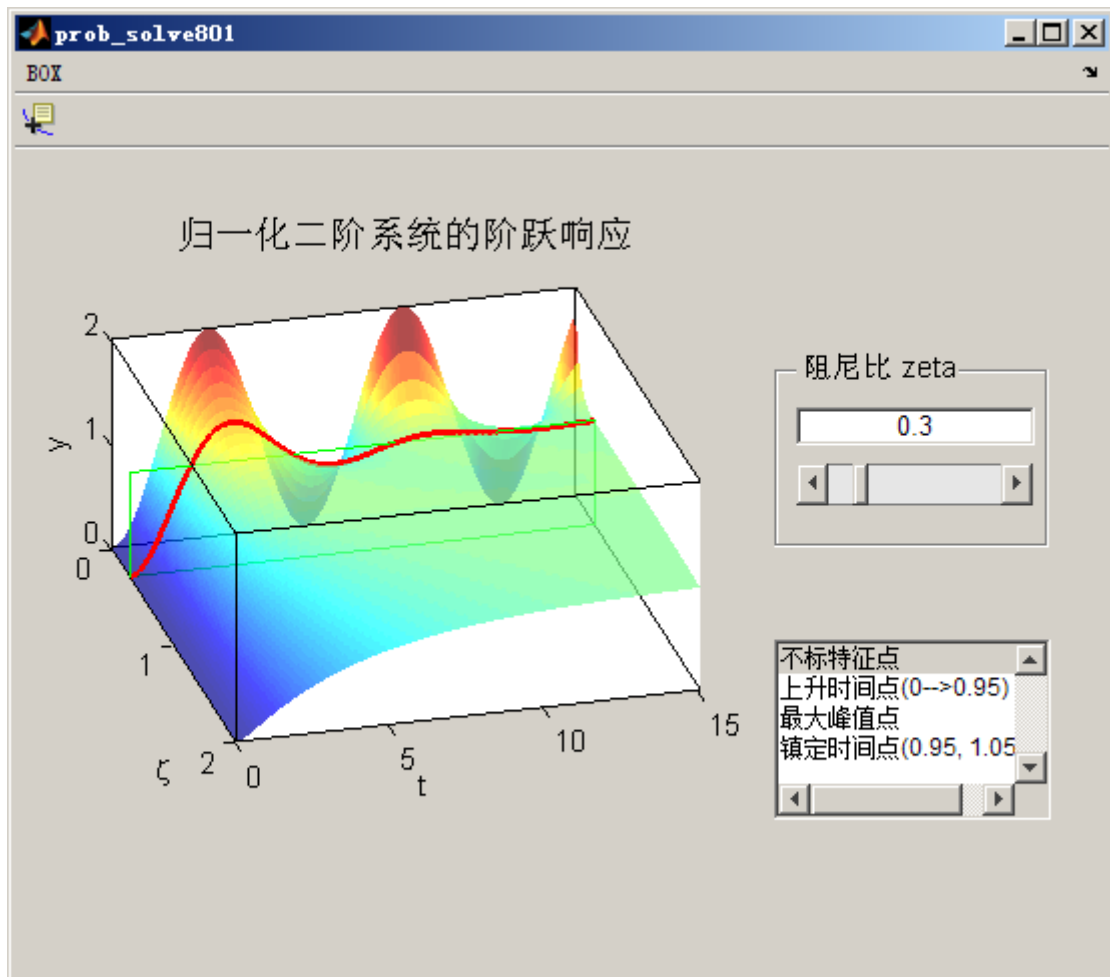 prob_solve801
BOX
归一化二阶系统的阶跃响应
2
1
0
y
0
1
2
ζ
0
5
10
15
t
阻尼比 zeta
0.3
不标特征点
上升时间点(0-->0.95)
最大峰值点
镇定时间点(0.95, 1.05